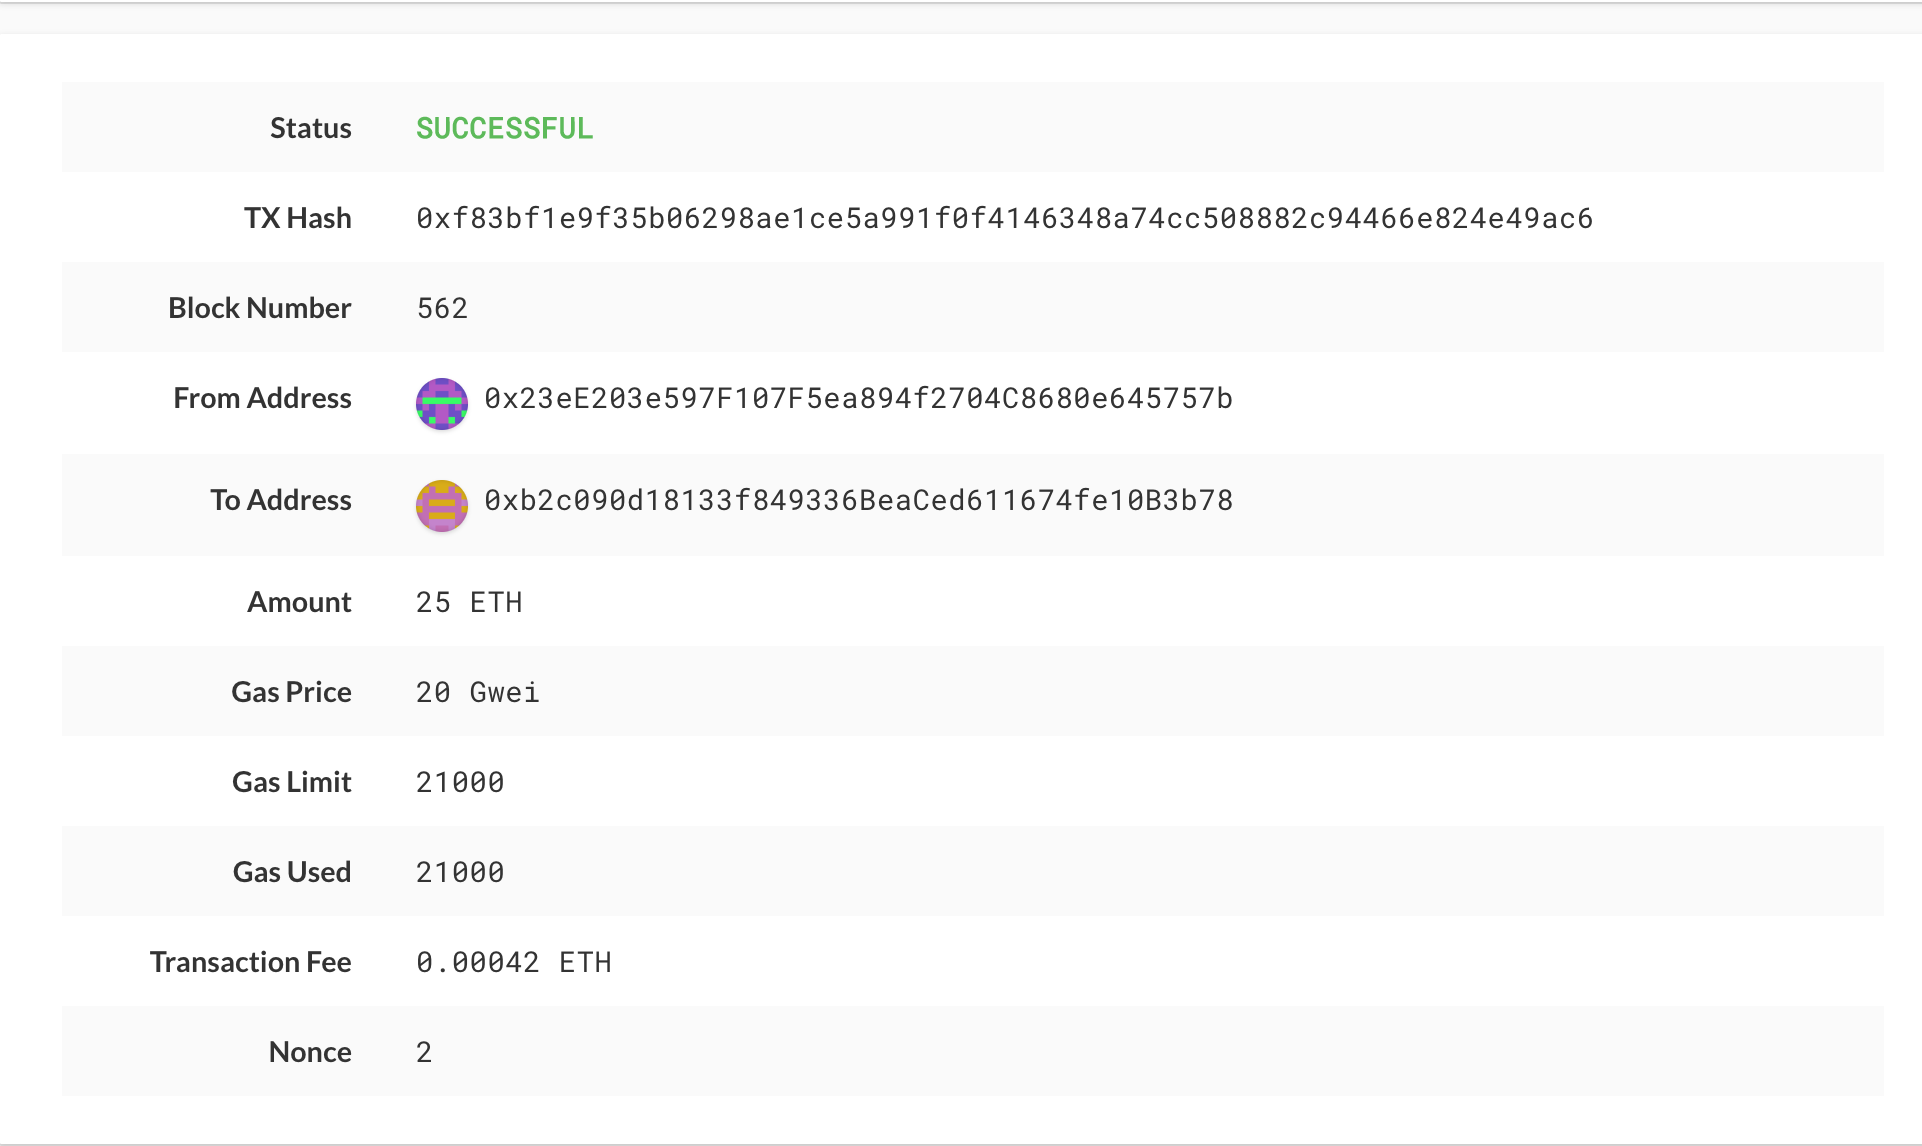 Status SUCCESSFUL
TX Hash 0xf83bf1e9f35b06298ae1ce5a991f0f4146348a74cc508882c94466e824e49ac6
Block Number 562
From Address 0x23eE203e597F107F5ea894f2704C8680e645757b
To Address 0xb2c090d18133f849336BeaCed611674fe10B3b78
Amount 25 ETH
Gas Price 20 Gwei
Gas Limit 21000
Gas Used 21000
Transaction Fee 0.00042 ETH
Nonce 2